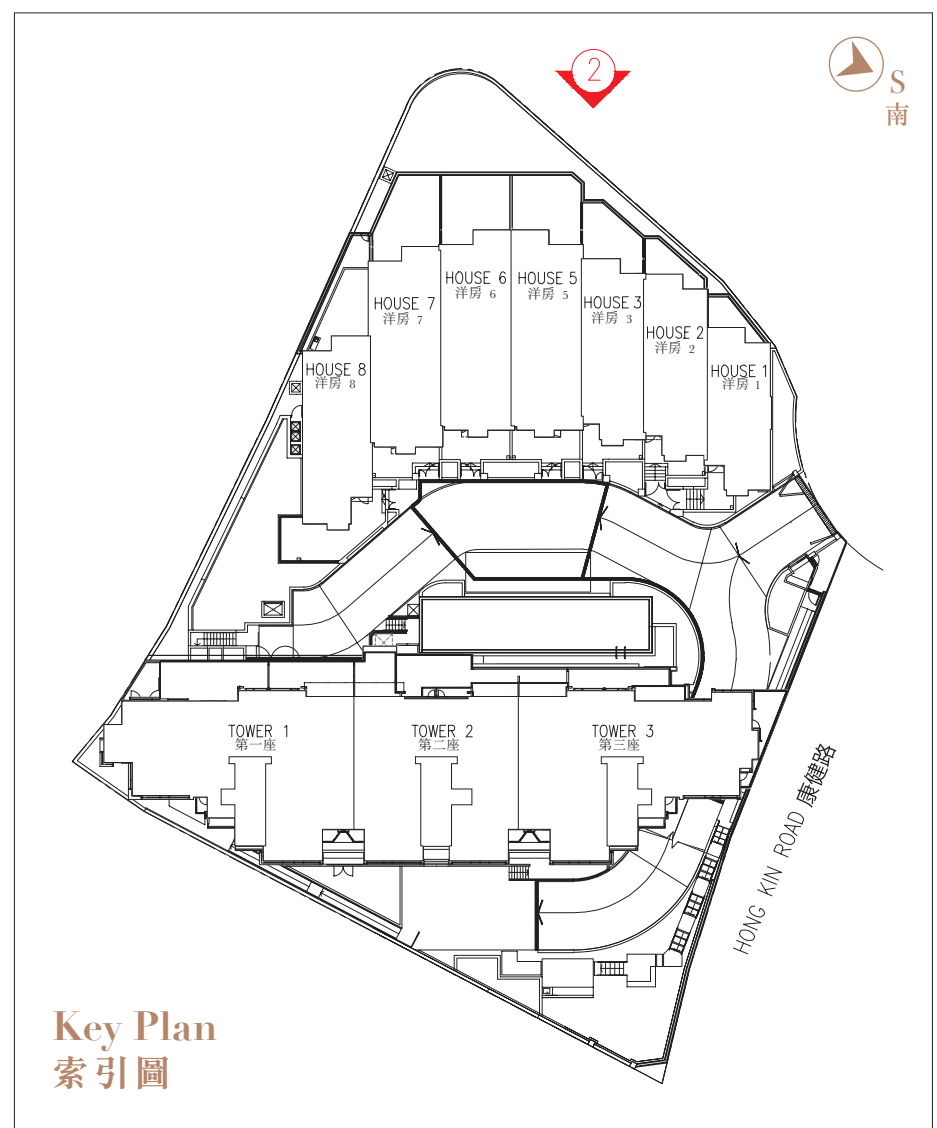 2
S
南
HOUSE 6
洋房 6
HOUSE 5
洋房 5
HOUSE 7
洋房 7
HOUSE 3
洋房 3
HOUSE 2
洋房 2
HOUSE 8
洋房 8
HOUSE 1
洋房 1
TOWER 1
第一座
TOWER 2
第二座
TOWER 3
第三座
HONG KIN ROAD 康健路
Key Plan
索引圖